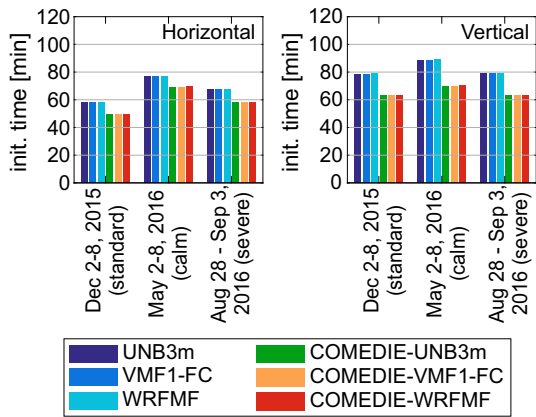 Horizontal
init. time [min]
120
100
80
60
40
20
0
Dec 2-8, 2015
(standard)
May 2-8, 2016
(calm)
Aug 28 - Sep 3,
2016 (severe)
Vertical
init. time [min]
120
100
80
60
40
20
0
Dec 2-8, 2015
(standard)
May 2-8, 2016
(calm)
Aug 28 - Sep 3,
2016 (severe)
UNB3m
VMF1-FC
WRFMF
COMEDIE-UNB3m
COMEDIE-VMF1-FC
COMEDIE-WRFMF